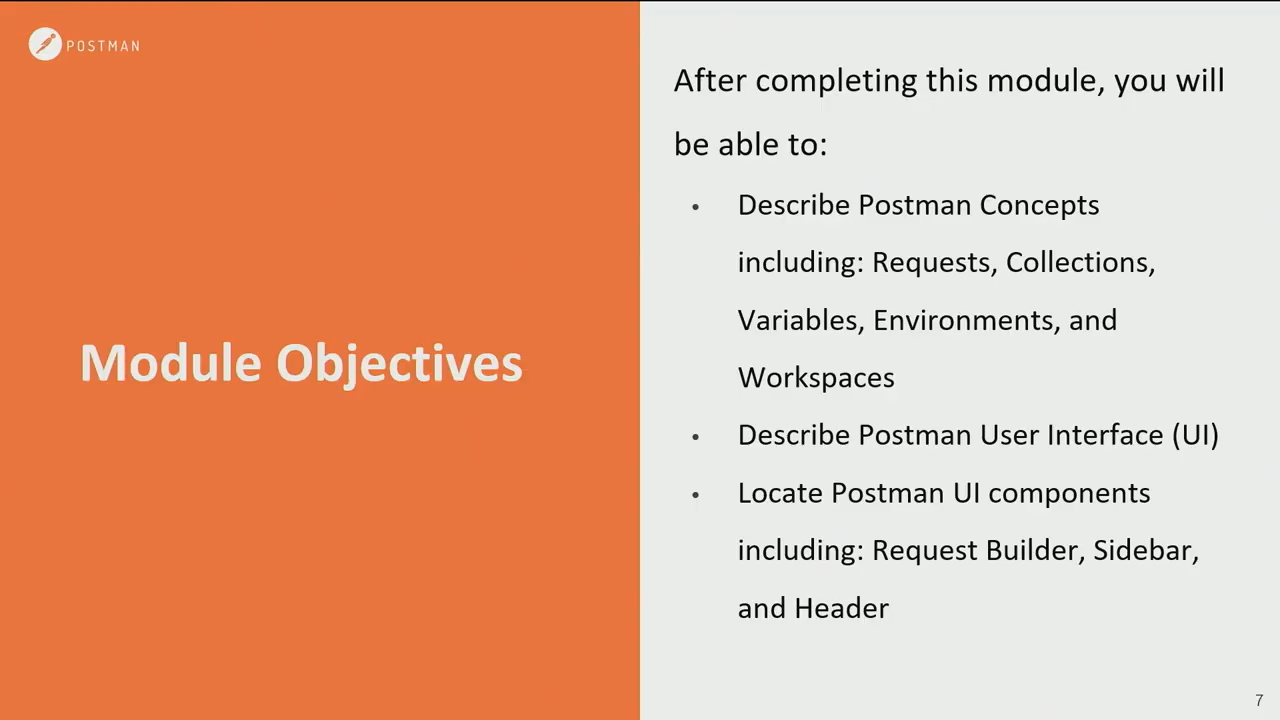 POSTMAN
Module Objectives
After completing this module, you will
be able to:
• Describe Postman Concepts
including: Requests, Collections,
Variables, Environments, and
Workspaces
• Describe Postman User Interface (UI)
• Locate Postman UI components
including: Request Builder, Sidebar,
and Header
7